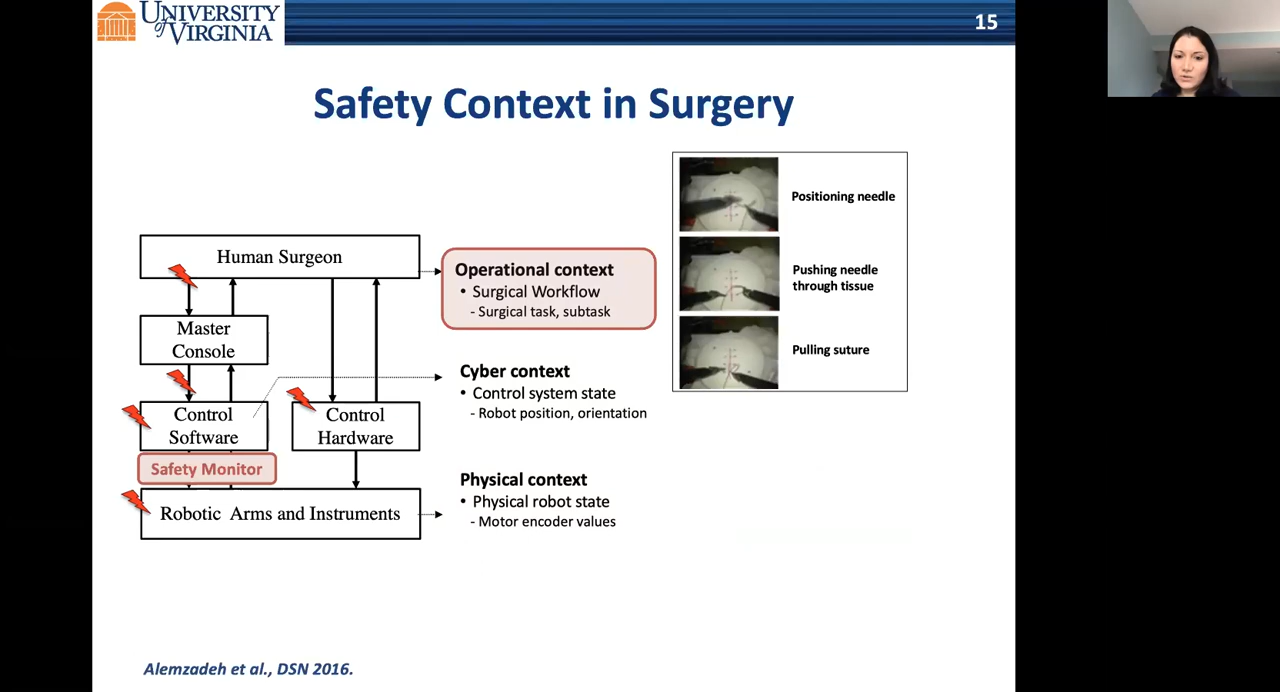 UNIVERSITY
of VIRGINIA
15
Safety Context in Surgery
Human Surgeon
Master
Console
Control
Software
Control
Hardware
Safety Monitor
Robotic Arms and Instruments
Operational context
• Surgical Workflow
- Surgical task, subtask
Cyber context
• Control system state
- Robot position, orientation
Physical context
• Physical robot state
- Motor encoder values
Positioning needle
Pushing needle
through tissue
Pulling suture
Alemzadeh et al., DSN 2016.